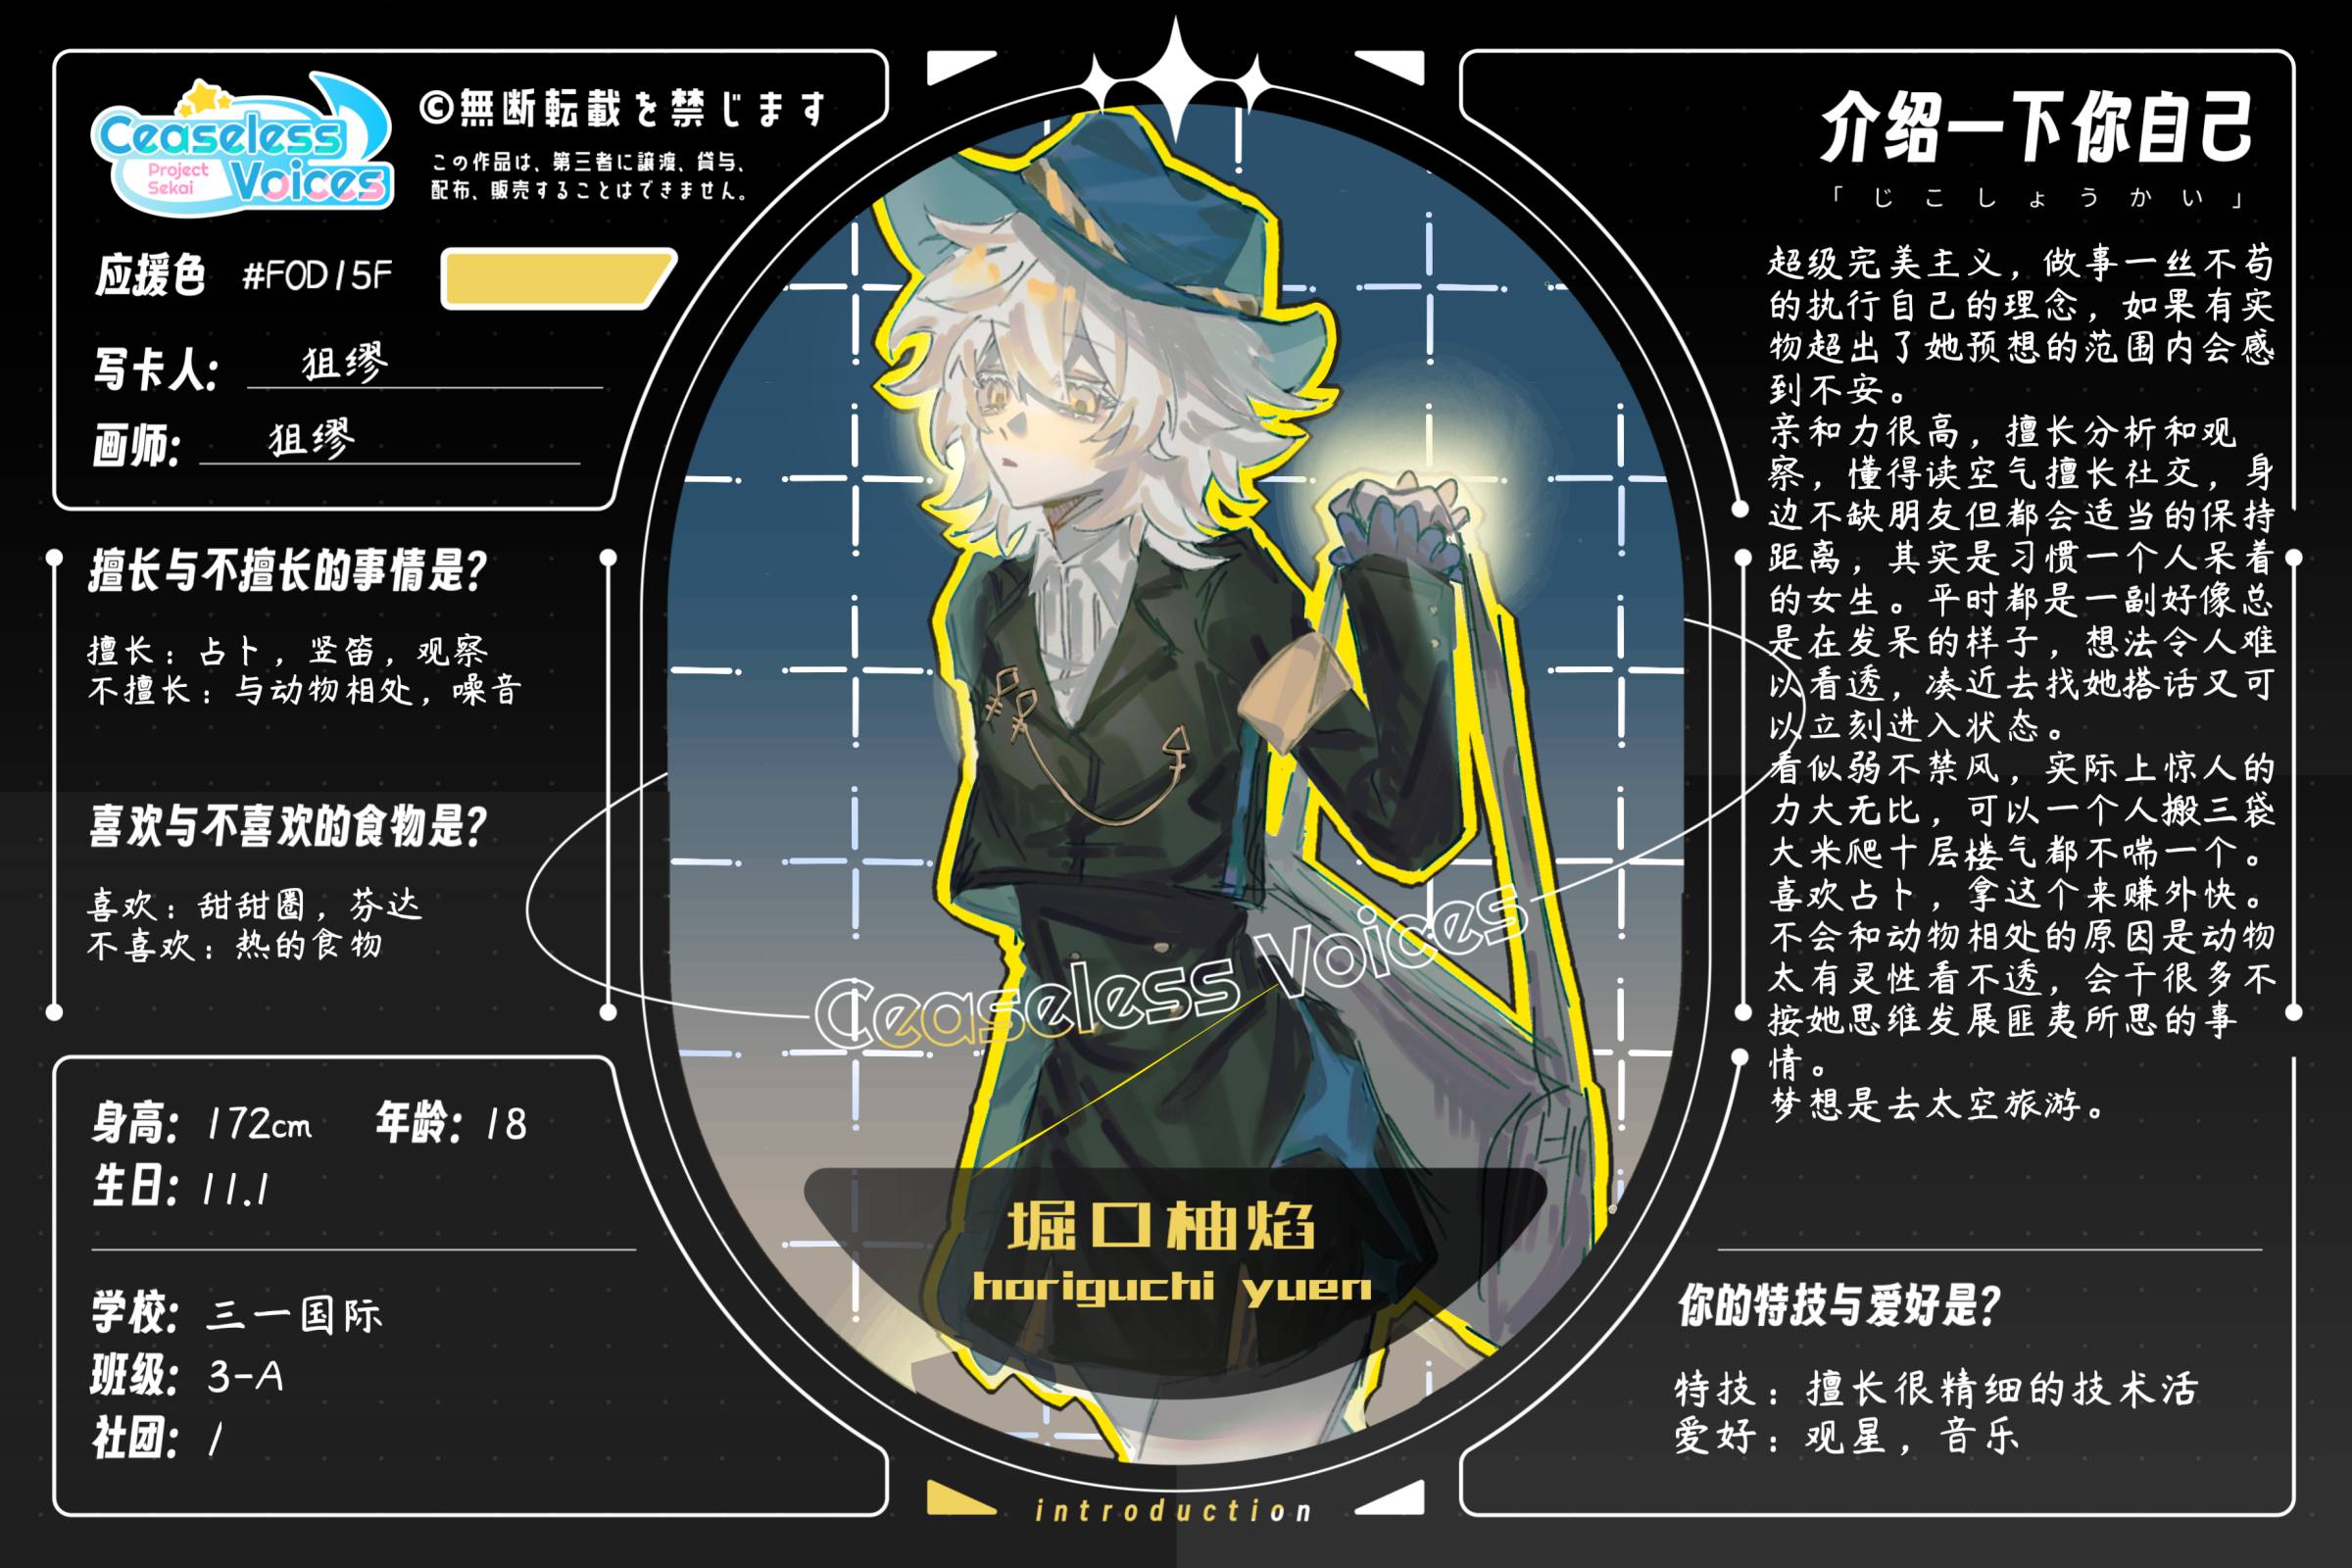 Ceaseless
Project
Sekai
Voices
©無断転載を禁じます
この作品は、第三者に譲渡、貸与、
配布、販売することはできません。
应援色 #F0D15F
写卡人: 狙缪
画师: 狙缪
擅长与不擅长的事情是?
擅长：占卜，竖笛，观察
不擅长：与动物相处，噪音
喜欢与不喜欢的食物是?
喜欢：甜甜圈，芬达
不喜欢：热的食物
身高: 172cm 年龄: 18
生日: 11.1
学校: 三一国际
班级: 3-A
社团: /
Ceaseless Voices
堀口柚焰
horiguchi yuen
introduction
介绍一下你自己
「じこしょうかい」
超级完美主义，做事一丝不苟
的执行自己的理念，如果有实
物超出了她预想的范围内会感
到不安。
亲和力很高，擅长分析和观
察，懂得读空气擅长社交，身
边不缺朋友但都会适当的保持
距离，其实是习惯一个人呆着
的女生。平时都是一副好像总
是在发呆的样子，想法令人难
以看透，凑近去找她搭话又可
以立刻进入状态。
看似弱不禁风，实际上惊人的
力大无比，可以一个人搬三袋
大米爬十层楼气都不喘一个。
喜欢占卜，拿这个来赚外快。
不会和动物相处的原因是动物
太有灵性看不透，会干很多不
按她思维发展匪夷所思的事
情。
梦想是去太空旅游。
你的特技与爱好是?
特技：擅长很精细的技术活
爱好：观星，音乐